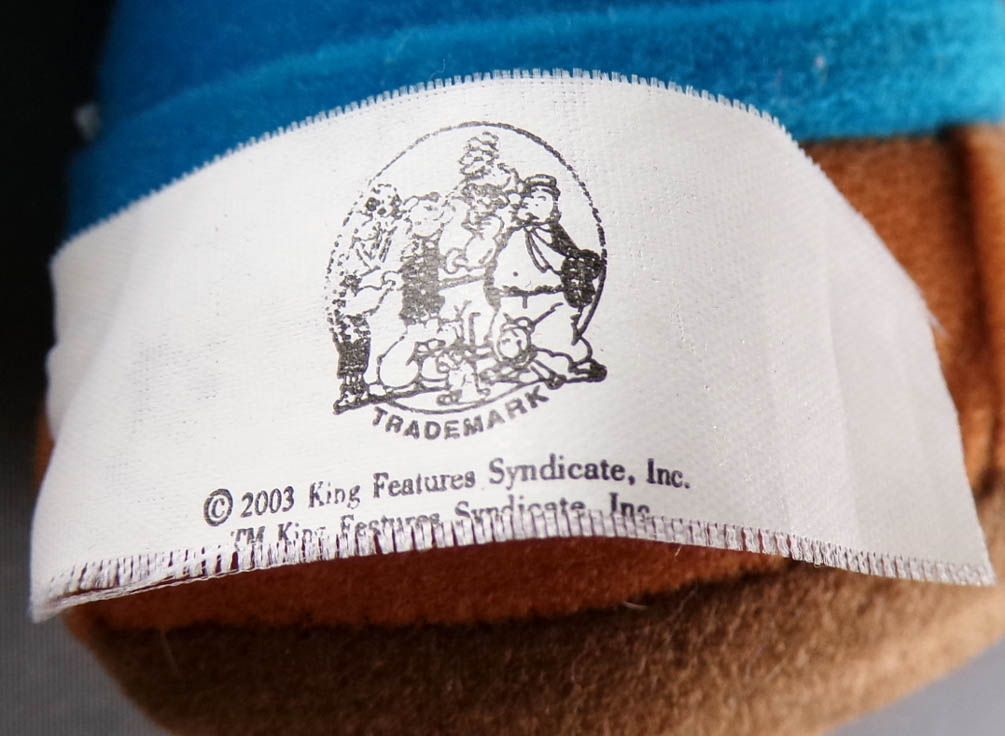 TRADEMARK
© 2003 King Features Syndicate, Inc.
TM King Features Syndicate, Inc.